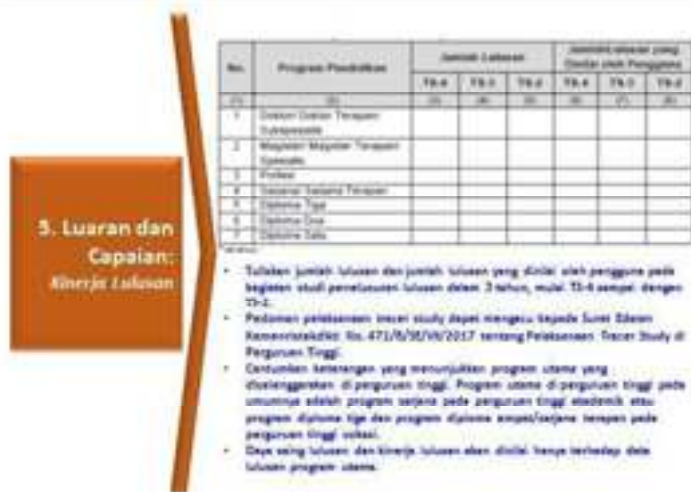 5. Luaran dan
Capaian:
Kinerja Lulusan
No.
Program Pendidikan
Jumlah Lulusan
Jumlah Lulusan yang
Dinilai oleh Pengguna
TS-4
TS-3
TS-2
TS-4
TS-3
TS-2
(1)
(2)
(3)
(4)
(5)
(6)
(7)
(8)
1
Doktor/ Doktor Terapan/
Subspesialis
2
Magister/ Magister Terapan/
Spesialis
3
Profesi
4
Sarjana/ Sarjana Terapan
5
Diploma Tiga
6
Diploma Dua
7
Diploma Satu
• Tuliskan jumlah lulusan dan jumlah lulusan yang dinilai oleh pengguna pada
kegiatan studi penelusuran lulusan dalam 3 tahun, mulai TS-4 sampai dengan
TS-2.
• Pedoman pelaksanaan tracer study dapat mengacu kepada Surat Edaran
Kemenristekdikti No. 471/B/SE/VII/2017 tentang Pelaksanaan Tracer Study di
Perguruan Tinggi.
• Cantumkan keterangan yang menunjukkan program utama yang
diselenggarakan di perguruan tinggi. Program utama di perguruan tinggi pada
umumnya adalah program sarjana pada perguruan tinggi akademik atau
program diploma tiga dan program diploma empat/sarjana terapan pada
perguruan tinggi vokasi.
• Daya saing lulusan dan kinerja lulusan akan dinilai hanya terhadap data
lulusan program utama.